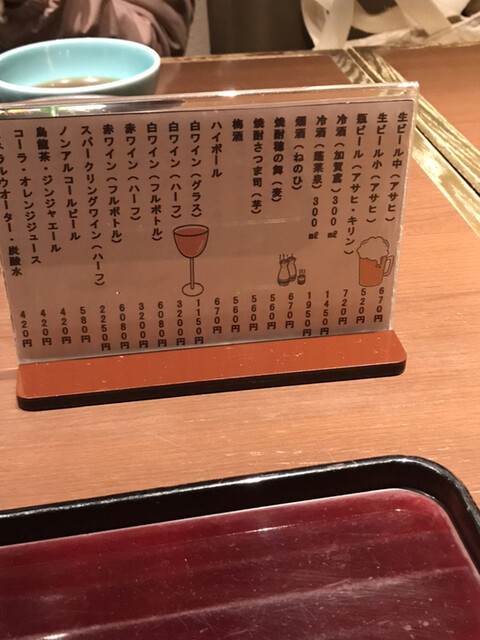 生ビール中（アサヒ） 670円
生ビール小（アサヒ） 520円
瓶ビール（アサヒ・キリン） 720円
冷酒（加賀鳶）300㎖ 1450円
冷酒（蓬莱泉）300㎖ 1950円
燗酒（ねのひ） 670円
焼酎穂の舞（麦） 560円
焼酎さつま司（芋） 560円
梅酒 560円
ハイボール 670円
白ワイン（グラス） 1150円
白ワイン（ハーフ） 3200円
白ワイン（フルボトル） 6080円
赤ワイン（ハーフ） 3200円
赤ワイン（フルボトル） 6080円
スパークリングワイン（ハーフ） 2250円
ノンアルコールビール 580円
烏龍茶・ジンジャエール 420円
コーラ・オレンジジュース 420円
ネラルウオーター・炭酸水 420円